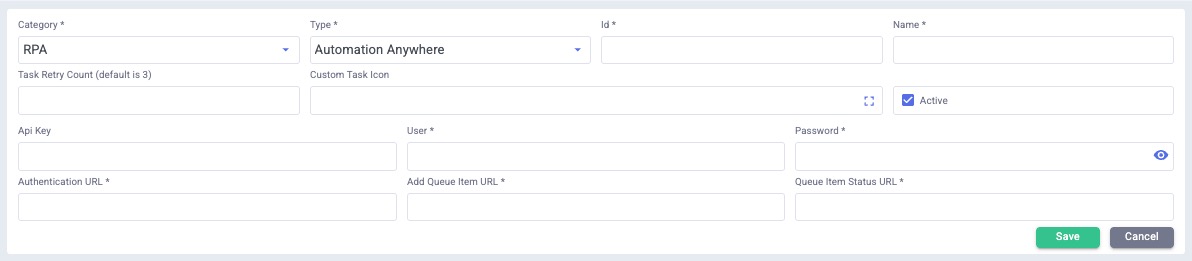 Category * Type * Id * Name *
RPA Automation Anywhere
Task Retry Count (default is 3) Custom Task Icon
Active
Api Key User * Password *
Authentication URL * Add Queue Item URL * Queue Item Status URL *
Save Cancel